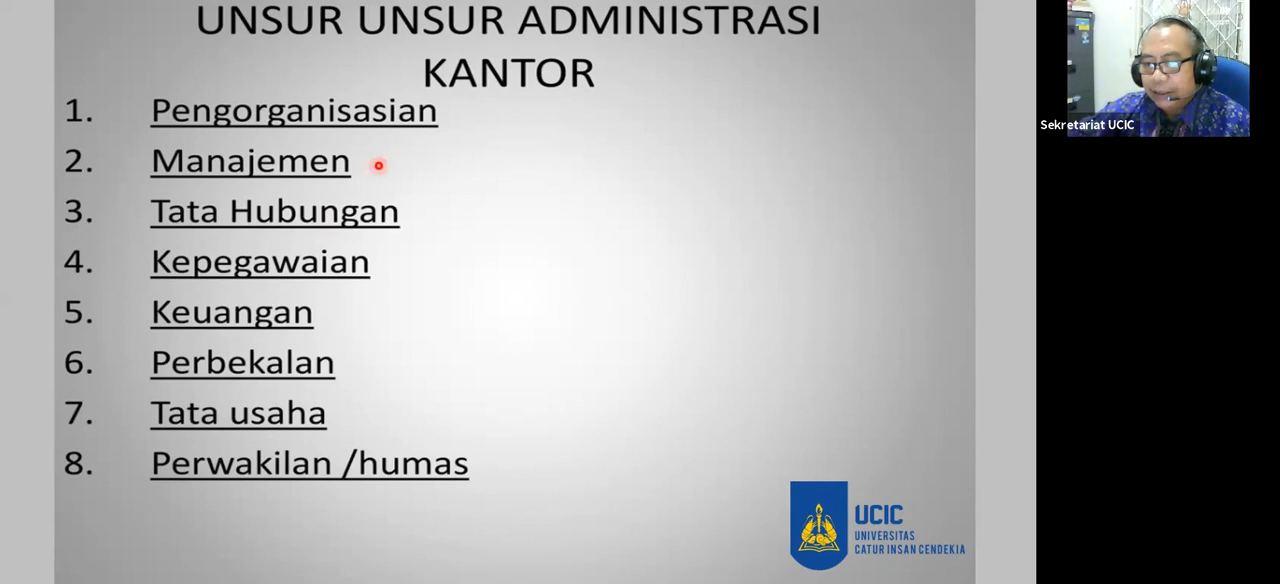 UNSUR UNSUR ADMINISTRASI
KANTOR
1. Pengorganisasian
2. Manajemen
3. Tata Hubungan
4. Kepegawaian
5. Keuangan
6. Perbekalan
7. Tata usaha
8. Perwakilan /humas
UCIC
UNIVERSITAS
CATUR INSAN CENDEKIA
Sekretariat UCIC